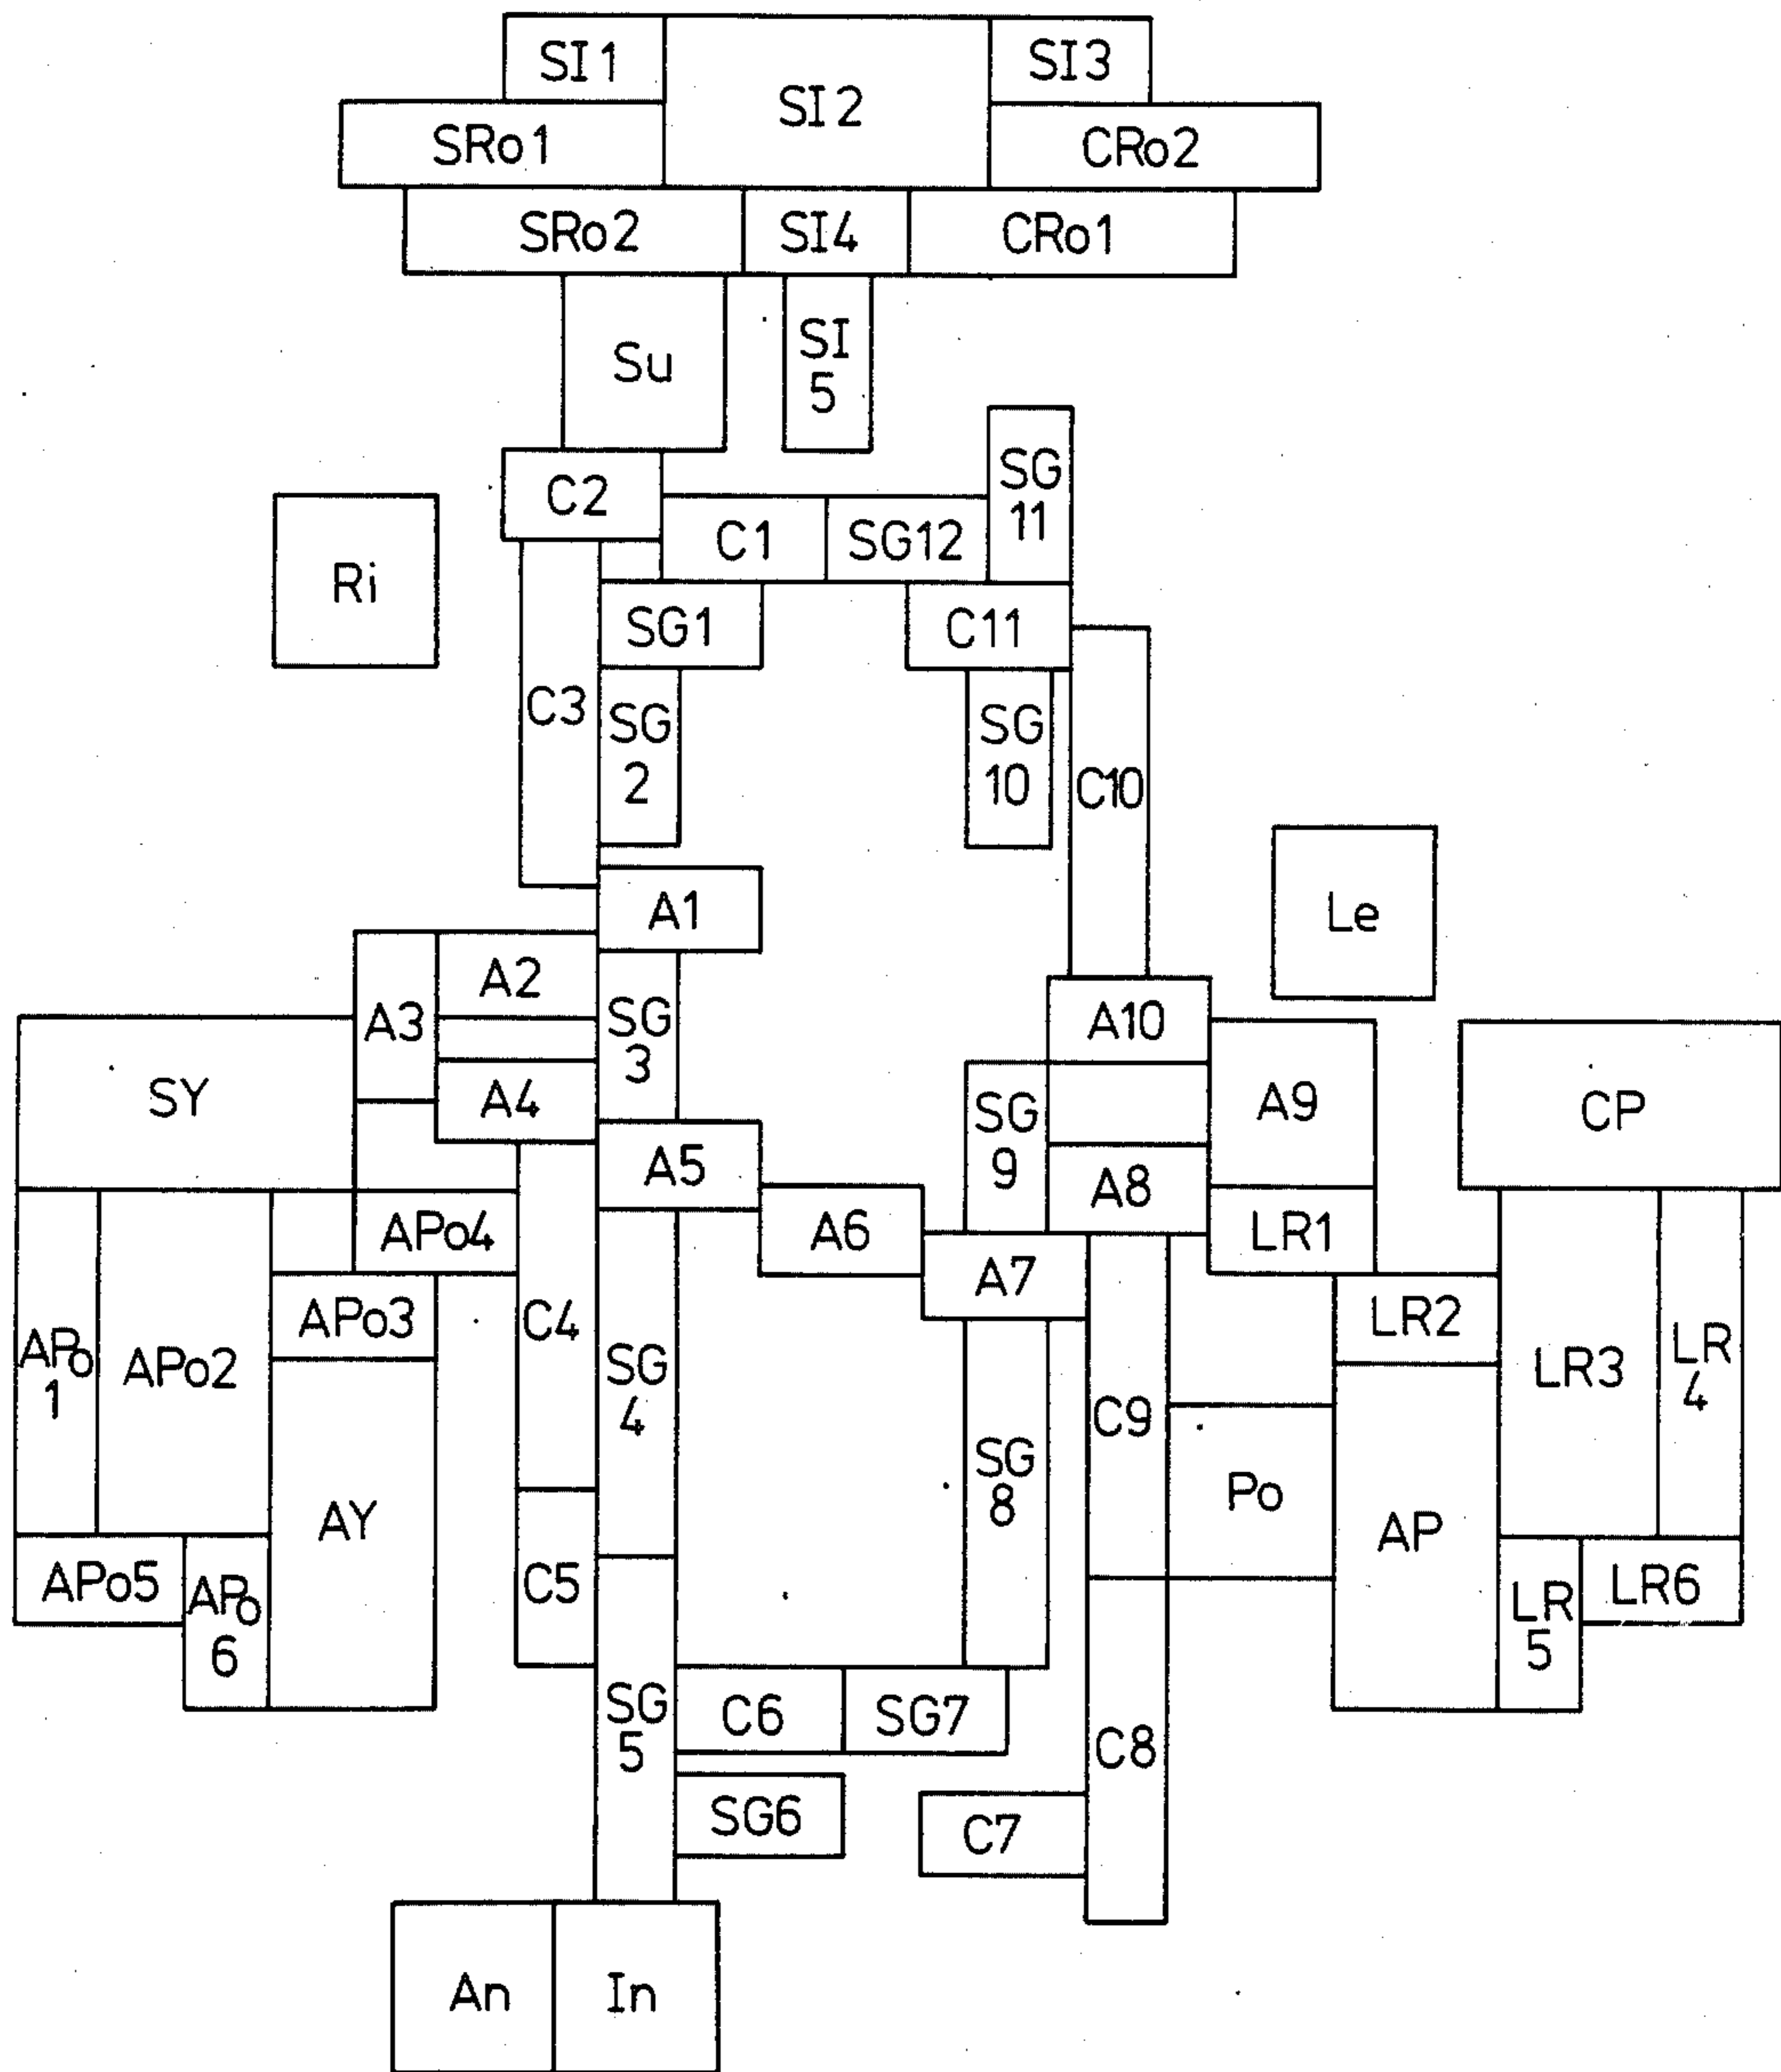 SI1
SI2
SI3
SRo1
CRo2
SRo2
SI4
CRo1
Su
SI
5
C2
SG
11
C1
SG12
Ri
SG1
C11
C3
SG
2
SG
10
C10
A1
Le
A2
A3
SG
3
A10
SY
A4
SG
9
A9
CP
A5
A8
APo4
A6
LR1
A7
APo3
C4
LR2
APo
1
APo2
SG
4
C9
LR3
LR
4
SG
8
Po
AY
AP
APo5
APo
6
C5
LR
5
LR6
SG
5
C6
SG7
C8
SG6
C7
An
In